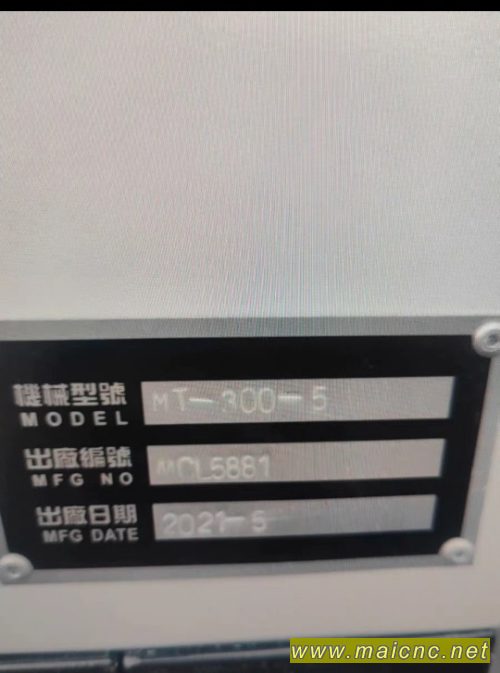 機械型號 MT-300-5
MODEL
出廠編號 MCL5881
MFG NO
出廠日期 2021-5
MFG DATE
www.maicnc.net